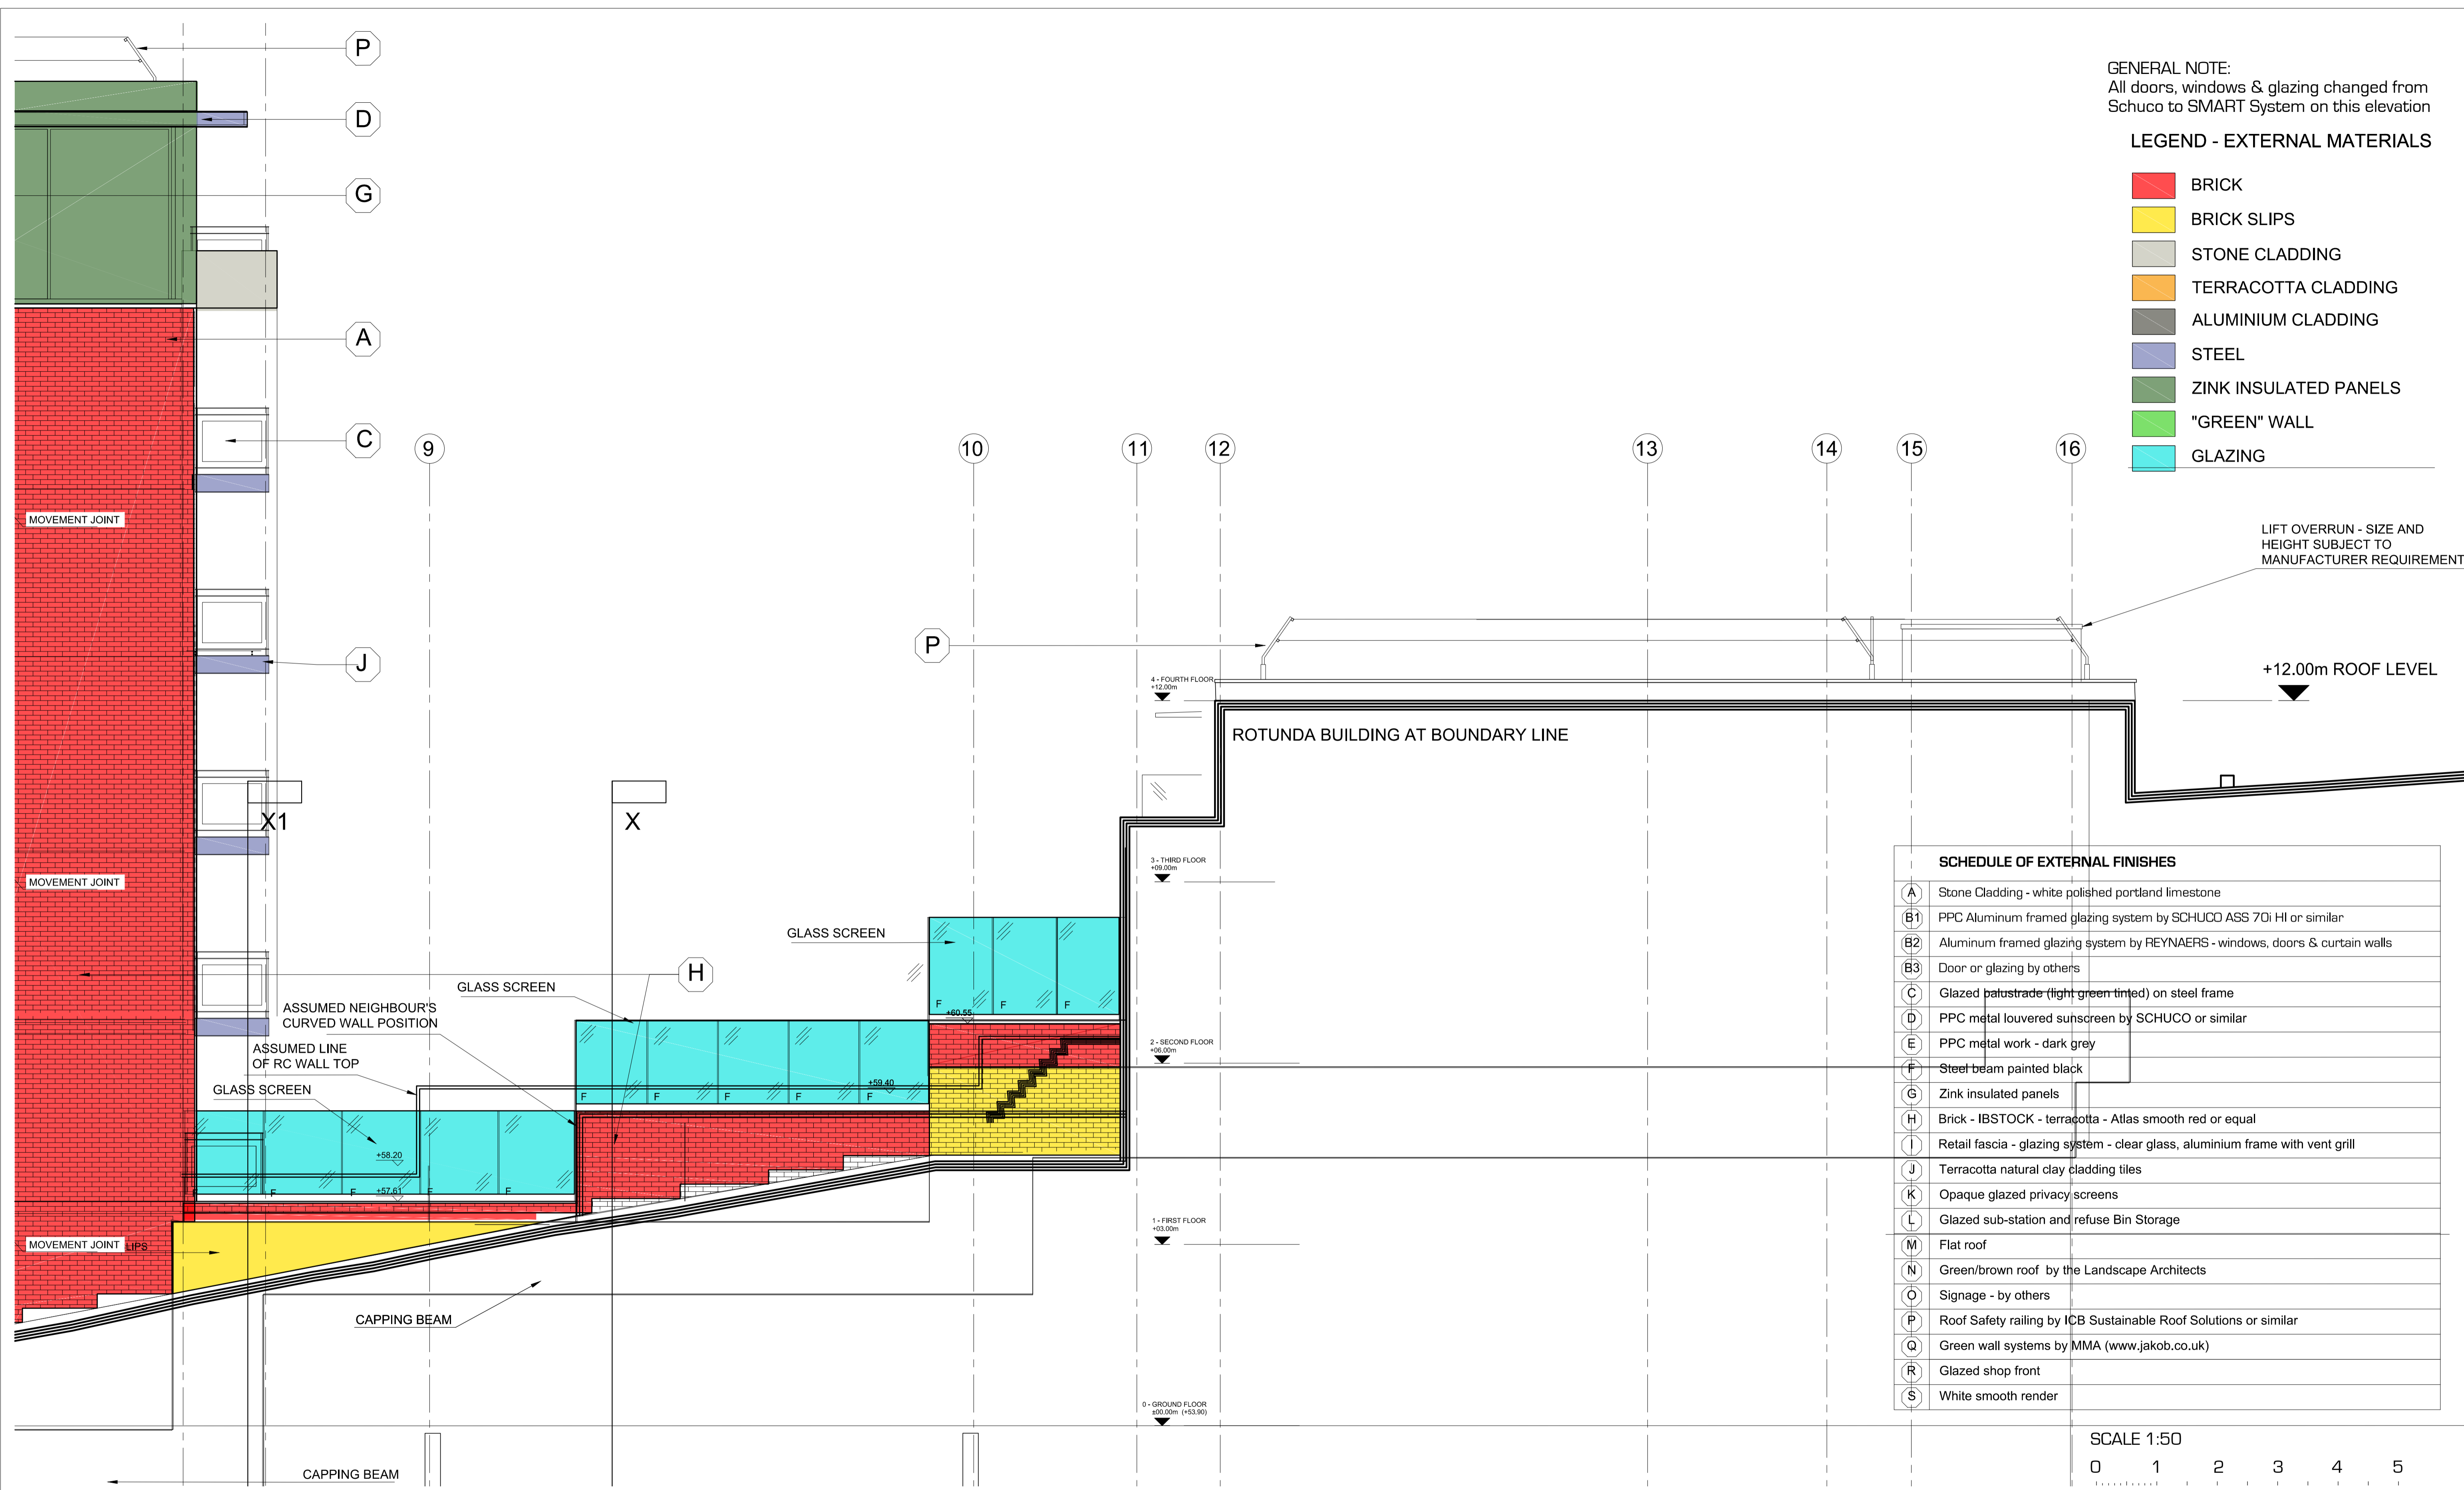 GENERAL NOTE:
All doors, windows & glazing changed from
Schuco to SMART System on this elevation
LEGEND - EXTERNAL MATERIALS
BRICK
BRICK SLIPS
STONE CLADDING
TERRACOTTA CLADDING
ALUMINIUM CLADDING
STEEL
ZINK INSULATED PANELS
"GREEN" WALL
GLAZING
P
D
G
A
C
J
9
10
11
12
13
14
15
16
MOVEMENT JOINT
LIFT OVERRUN - SIZE AND
HEIGHT SUBJECT TO
MANUFACTURER REQUIREMENT
P
+12.00m ROOF LEVEL
4 - FOURTH FLOOR
+12.00m
ROTUNDA BUILDING AT BOUNDARY LINE
X1
X
MOVEMENT JOINT
3 - THIRD FLOOR
+09.00m
GLASS SCREEN
H
GLASS SCREEN
F
F
F
+60.55
ASSUMED NEIGHBOUR'S
CURVED WALL POSITION
ASSUMED LINE
OF RC WALL TOP
2 - SECOND FLOOR
+06.00m
GLASS SCREEN
+59.40
F
F
F
F
F
+58.20
+57.61
F
F
F
F
F
1 - FIRST FLOOR
+03.00m
MOVEMENT JOINT LIPS
CAPPING BEAM
0 - GROUND FLOOR
±00.00m (+53.90)
CAPPING BEAM
SCHEDULE OF EXTERNAL FINISHES
A Stone Cladding - white polished portland limestone
B1 PPC Aluminum framed glazing system by SCHUCO ASS 70i HI or similar
B2 Aluminum framed glazing system by REYNAERS - windows, doors & curtain walls
B3 Door or glazing by others
C Glazed balustrade (light green tinted) on steel frame
D PPC metal louvered sunscreen by SCHUCO or similar
E PPC metal work - dark grey
F Steel beam painted black
G Zink insulated panels
H Brick - IBSTOCK - terracotta - Atlas smooth red or equal
I Retail fascia - glazing system - clear glass, aluminium frame with vent grill
J Terracotta natural clay cladding tiles
K Opaque glazed privacy screens
L Glazed sub-station and refuse Bin Storage
M Flat roof
N Green/brown roof by the Landscape Architects
O Signage - by others
P Roof Safety railing by ICB Sustainable Roof Solutions or similar
Q Green wall systems by MMA (www.jakob.co.uk)
R Glazed shop front
S White smooth render
SCALE 1:50
0 1 2 3 4 5